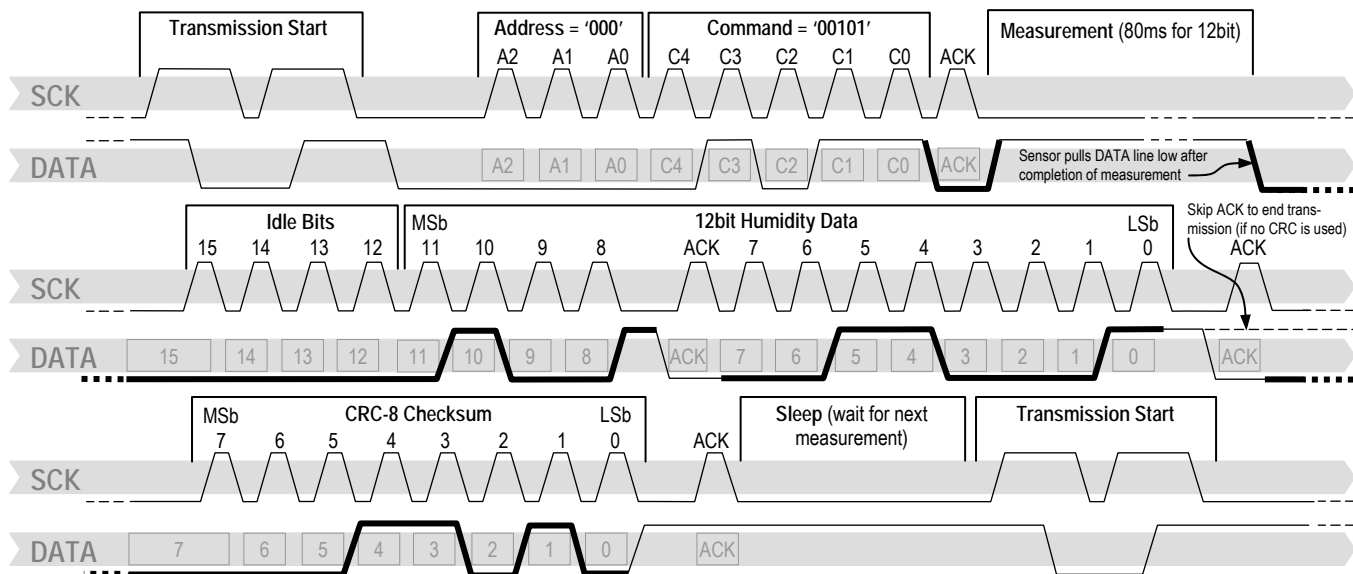 Transmission Start Address = ‘000’ Command = ‘00101’ Measurement (80ms for 12bit)
A2 A1 A0 C4 C3 C2 C1 C0 ACK
SCK
DATA A2 A1 A0 C4 C3 C2 C1 C0 ACK
Sensor pulls DATA line low after
completion of measurement
Idle Bits MSb 12bit Humidity Data LSb
Skip ACK to end trans-
mission (if no CRC is used)
15 14 13 12 11 10 9 8 ACK 7 6 5 4 3 2 1 0 ACK
SCK
DATA 15 14 13 12 11 10 9 8 ACK 7 6 5 4 3 2 1 0 ACK
MSb CRC-8 Checksum LSb Sleep (wait for next
measurement) Transmission Start
7 6 5 4 3 2 1 0 ACK
SCK
DATA 7 6 5 4 3 2 1 0 ACK